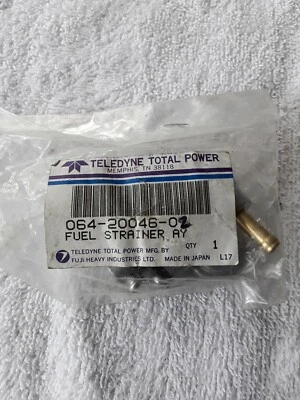 TELEDYNE TOTAL POWER
MEMPHIS, TN 38118
064-20046-02
FUEL STRAINER AY
QTY 1
TELEDYNE TOTAL POWER MFG. BY
FUJI HEAVY INDUSTRIES LTD. MADE IN JAPAN L17